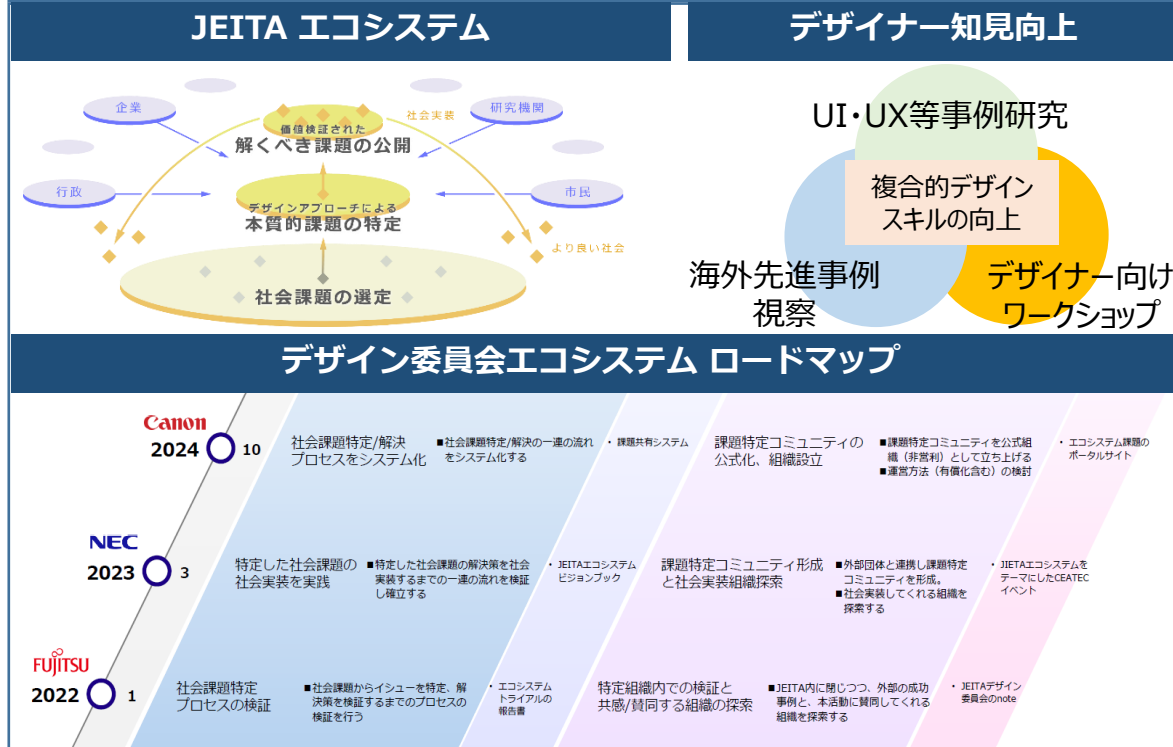 JEITA エコシステム
デザイナー知見向上
企業
研究機関
社会実装
価値検証された
解くべき課題の公開
行政
市民
デザインアプローチによる
本質的課題の特定
より良い社会
社会課題の選定
UI・UX等事例研究
複合的デザイン
スキルの向上
海外先進事例
視察
デザイナー向け
ワークショップ
デザイン委員会エコシステム ロードマップ
Canon
2024
10
社会課題特定/解決
プロセスをシステム化
■社会課題特定/解決の一連の流れ
をシステム化する
・ 課題共有システム
課題特定コミュニティの
公式化、組織設立
■課題特定コミュニティを公式組
織（非営利）として立ち上げる
■運営方法（有償化含む）の検討
・ エコシステム課題の
ポータルサイト
NEC
2023
3
特定した社会課題の
社会実装を実践
■特定した社会課題の解決策を社会
実装するまでの一連の流れを検証
し確立する
・ JEITAエコシステム
ビジョンブック
課題特定コミュニティ形成
と社会実装組織探索
■外部団体と連携し課題特定
コミュニティを形成。
■社会実装してくれる組織を
探索する
・ JIETAエコシステムを
テーマにしたCEATEC
イベント
FUJITSU
2022
1
社会課題特定
プロセスの検証
■社会課題からイシューを特定、解
決策を検証するまでのプロセスの
検証を行う
・ エコシステム
トライアルの
報告書
特定組織内での検証と
共感/賛同する組織の探索
■JEITA内に閉じつつ、外部の成功
事例と、本活動に賛同してくれる
組織を探索する
・ JEITAデザイン
委員会のnote